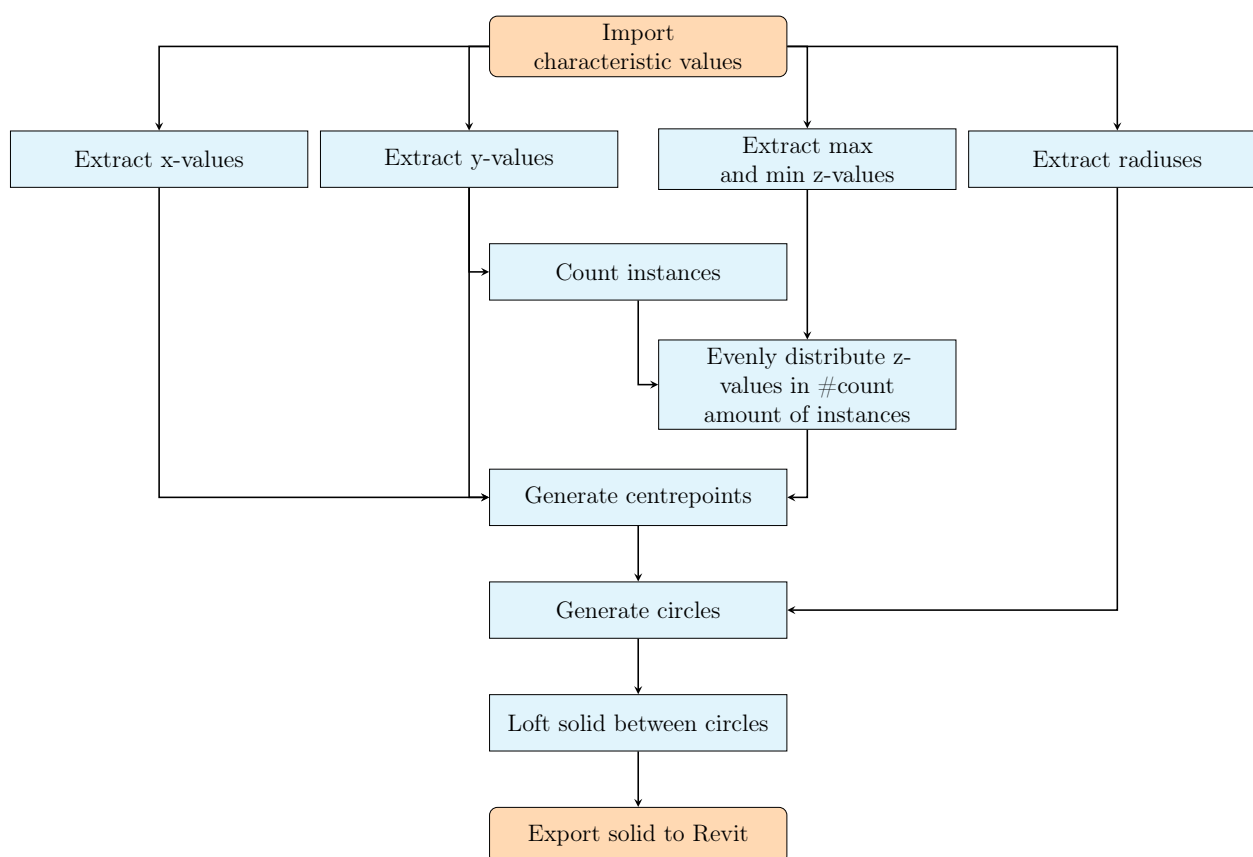 Import
characteristic values
Extract x-values
Extract y-values
Extract max
and min z-values
Extract radiuses
Count instances
Evenly distribute z-
values in #count
amount of instances
Generate centrepoints
Generate circles
Loft solid between circles
Export solid to Revit